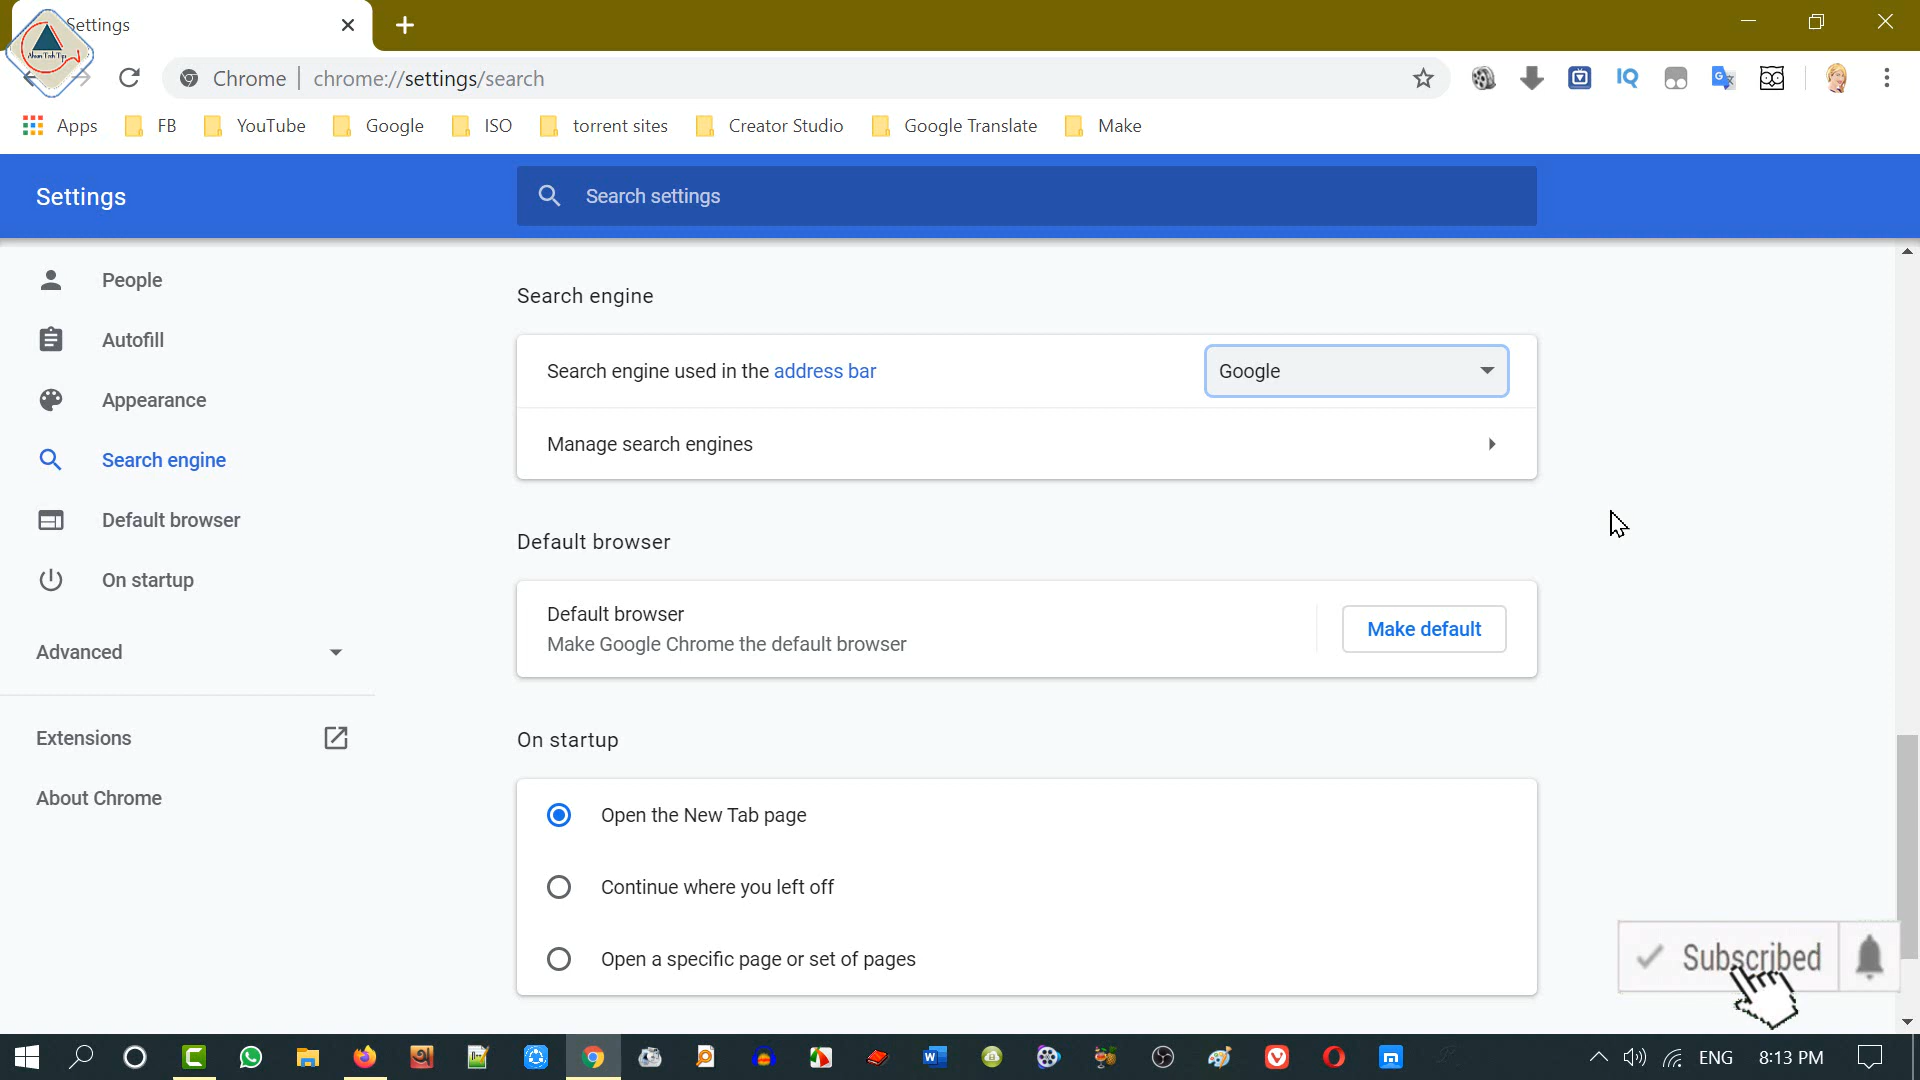 Settings
Chrome chrome://settings/search
Apps FB YouTube Google ISO torrent sites Creator Studio Google Translate Make
Settings
Search settings
People
Autofill
Appearance
Search engine
Default browser
On startup
Advanced
Extensions
About Chrome
Search engine
Search engine used in the address bar
Google
Manage search engines
Default browser
Default browser
Make Google Chrome the default browser
Make default
On startup
Open the New Tab page
Continue where you left off
Open a specific page or set of pages
Subscribed
ENG 8:13 PM